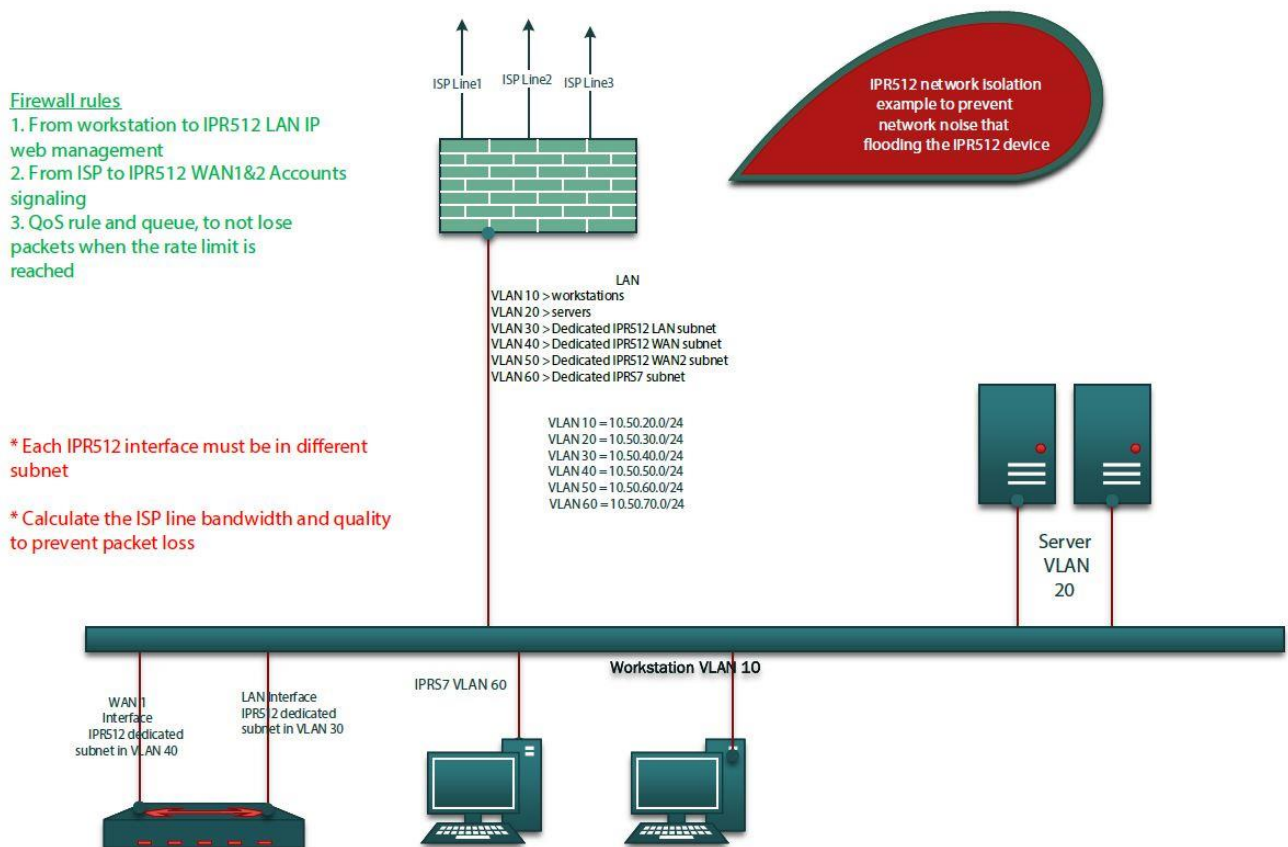 ISP Line1
ISP Line2
ISP Line3
IPR512 network isolation
example to prevent
network noise that
flooding the IPR512 device
Firewall rules
1. From workstation to IPR512 LAN IP
web management
2. From ISP to IPR512 WAN1&2 Accounts
signaling
3. QoS rule and queue, to not lose
packets when the rate limit is
reached
LAN
VLAN 10 > workstations
VLAN 20 > servers
VLAN 30 > Dedicated IPR512 LAN subnet
VLAN 40 > Dedicated IPR512 WAN subnet
VLAN 50 > Dedicated IPR512 WAN2 subnet
VLAN 60 > Dedicated IPRS7 subnet
VLAN 10 = 10.50.20.0/24
VLAN 20 = 10.50.30.0/24
VLAN 30 = 10.50.40.0/24
VLAN 40 = 10.50.50.0/24
VLAN 50 = 10.50.60.0/24
VLAN 60 = 10.50.70.0/24
* Each IPR512 interface must be in different
subnet
* Calculate the ISP line bandwidth and quality
to prevent packet loss
Server
VLAN
20
WAN 1
Interface
IPR512 dedicated
subnet in VLAN 40
LAN Interface
IPR512 dedicated
subnet in VLAN 30
IPRS7 VLAN 60
Workstation VLAN 10